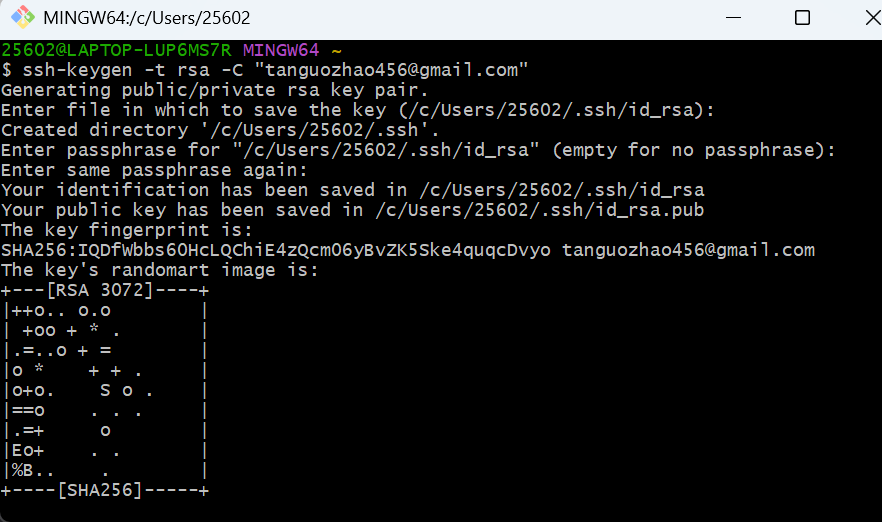 MINGW64:/c/Users/25602
25602@LAPTOP-LUP6MS7R MINGW64 ~
$ ssh-keygen -t rsa -C "tanguozhao456@gmail.com"
Generating public/private rsa key pair.
Enter file in which to save the key (/c/Users/25602/.ssh/id_rsa):
Created directory '/c/Users/25602/.ssh'.
Enter passphrase for "/c/Users/25602/.ssh/id_rsa" (empty for no passphrase):
Enter same passphrase again:
Your identification has been saved in /c/Users/25602/.ssh/id_rsa
Your public key has been saved in /c/Users/25602/.ssh/id_rsa.pub
The key fingerprint is:
SHA256:IQDfWbbs6OHcLQChiE4zQcm06yBvZK5Ske4quqcDvyo tanguozhao456@gmail.com
The key's randomart image is:
+---[RSA 3072]----+
|++o.. o.o        |
| +oo + * .       |
|.=..o + =        |
|o *    + + .     |
|o+o.    S o .    |
|==o    . . .     |
|.=+     o        |
|Eo+    . .       |
|%B..    .        |
+----[SHA256]-----+